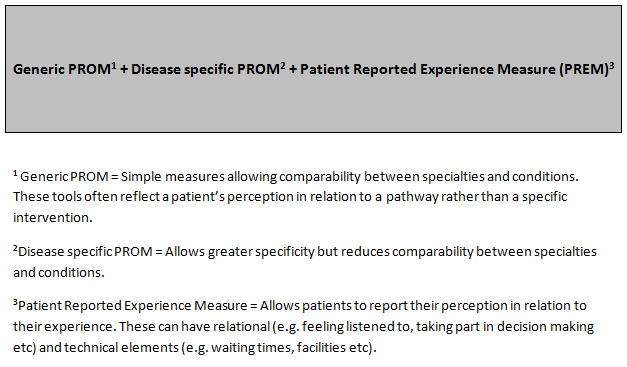 Generic PROM¹ + Disease specific PROM² + Patient Reported Experience Measure (PREM)³
¹ Generic PROM = Simple measures allowing comparability between specialties and conditions.
These tools often reflect a patient's perception in relation to a pathway rather than a specific
intervention.
²Disease specific PROM = Allows greater specificity but reduces comparability between specialties
and conditions.
³Patient Reported Experience Measure = Allows patients to report their perception in relation to
their experience. These can have relational (e.g. feeling listened to, taking part in decision making
etc) and technical elements (e.g. waiting times, facilities etc).